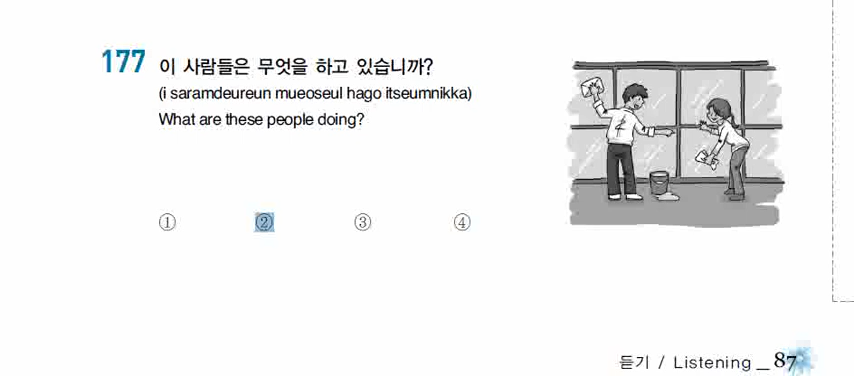 177 이 사람들은 무엇을 하고 있습니까?
(i saramdeureun mueoseul hago itseumnikka)
What are these people doing?
① ② ③ ④
듣기 / Listening _ 87